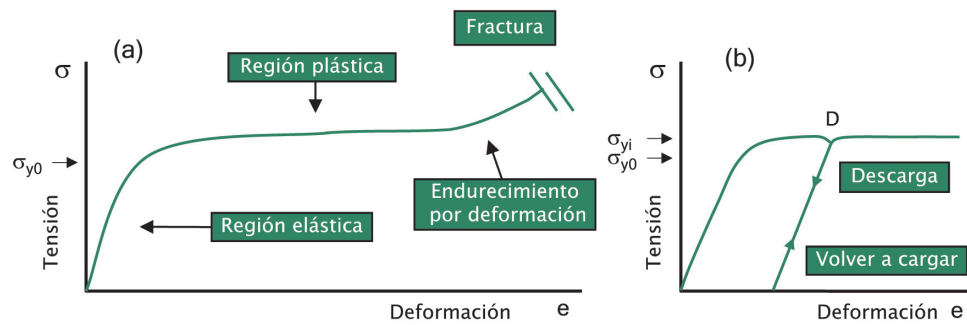 (a)
σ
Fractura
Región plástica
σy0
Tensión
Región elástica
Endurecimiento
por deformación
Deformación e
(b)
σ
D
σyi
σy0
Descarga
Tensión
Volver a cargar
Deformación e